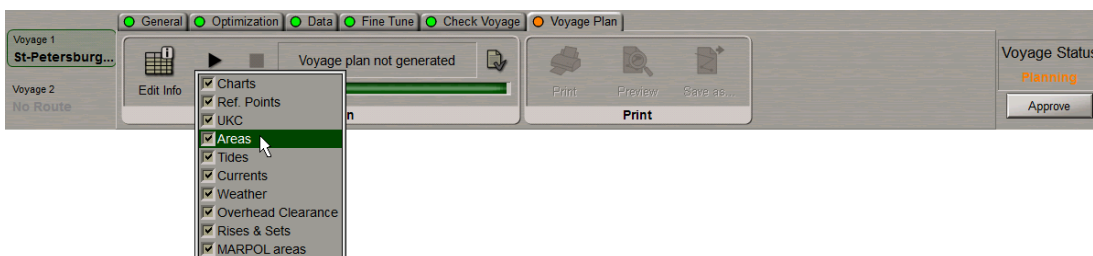 General Optimization Data Fine Tune Check Voyage Voyage Plan
Voyage 1
St-Petersburg...
Voyage 2
No Route
Edit Info
Voyage plan not generated
n
Charts
Ref. Points
UKC
Areas
Tides
Currents
Weather
Overhead Clearance
Rises & Sets
MARPOL areas
Print Preview Save as...
Print
Voyage Status
Planning
Approve